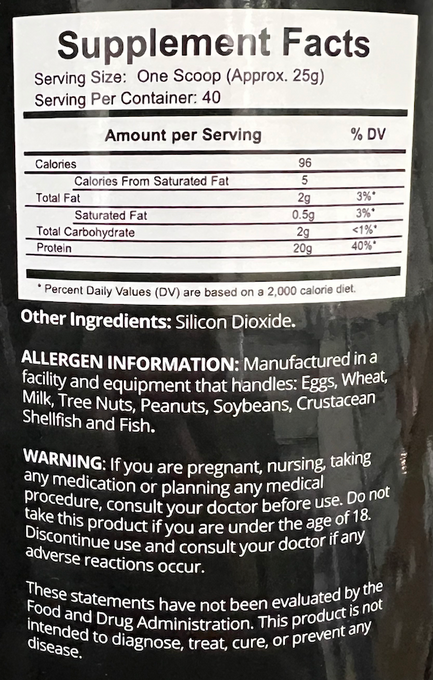 Supplement Facts
Serving Size: One Scoop (Approx. 25g)
Serving Per Container: 40
Amount per Serving % DV
Calories 96
Calories From Saturated Fat 5
Total Fat 2g 3%*
Saturated Fat 0.5g 3%*
Total Carbohydrate 2g <1%*
Protein 20g 40%*
* Percent Daily Values (DV) are based on a 2,000 calorie diet.
Other Ingredients: Silicon Dioxide.
ALLERGEN INFORMATION: Manufactured in a
facility and equipment that handles: Eggs, Wheat,
Milk, Tree Nuts, Peanuts, Soybeans, Crustacean
Shellfish and Fish.
WARNING: If you are pregnant, nursing, taking
any medication or planning any medical
procedure, consult your doctor before use. Do not
take this product if you are under the age of 18.
Discontinue use and consult your doctor if any
adverse reactions occur.
These statements have not been evaluated by the
Food and Drug Administration. This product is not
intended to diagnose, treat, cure, or prevent any
disease.